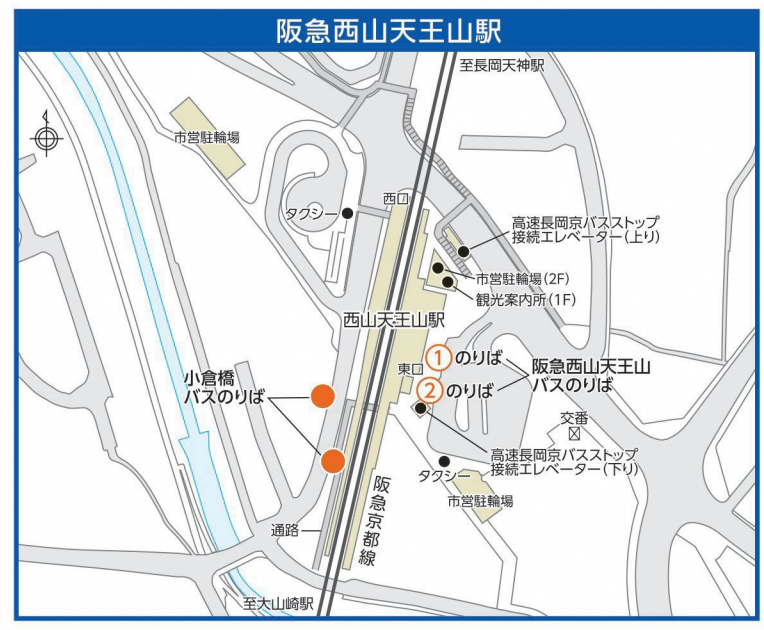 阪急西山天王山駅
至長岡天神駅
市営駐輪場
西口
タクシー
高速長岡京バスストップ
接続エレベーター(上り)
市営駐輪場(2F)
観光案内所(1F)
西山天王山駅
①のりば
阪急西山天王山
バスのりば
東口
②のりば
小倉橋
バスのりば
交番
高速長岡京バスストップ
接続エレベーター(下り)
タクシー
市営駐輪場
阪急京都線
通路
至大山崎駅